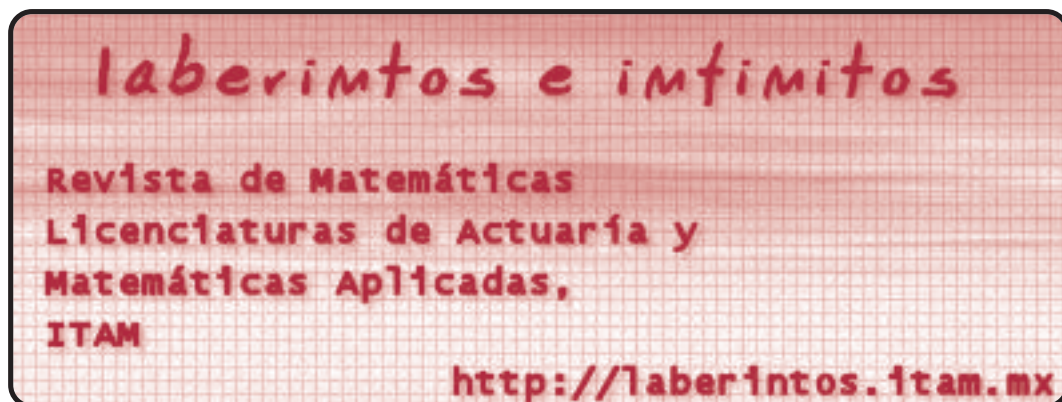 laberintos e infinitos
Revista de Matemáticas
Licenciaturas de Actuaría y
Matemáticas Aplicadas,
ITAM
http://laberintos.itam.mx